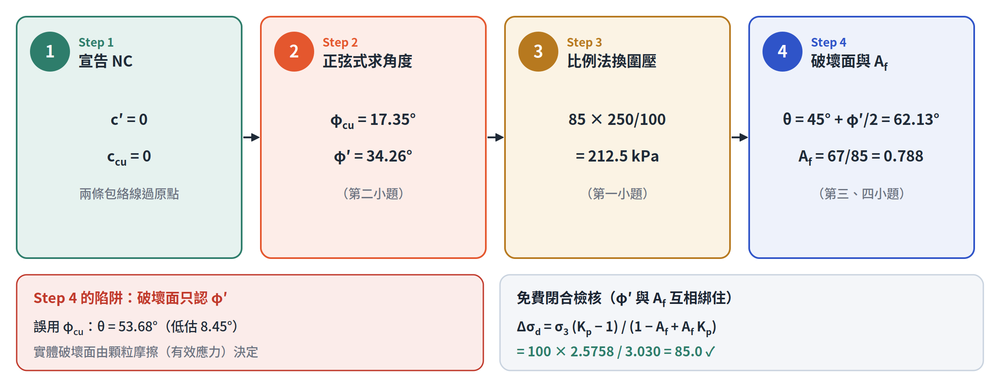 1
Step 1
宣告 NC
c′ = 0
ccu = 0
兩條包絡線過原點
2
Step 2
正弦式求角度
ϕcu = 17.35°
ϕ′ = 34.26°
（第二小題）
3
Step 3
比例法換圍壓
85 × 250/100
= 212.5 kPa
（第一小題）
4
Step 4
破壞面與 Af
θ = 45° + ϕ′/2 = 62.13°
Af = 67/85 = 0.788
（第三、四小題）
Step 4 的陷阱：破壞面只認 ϕ′
誤用 ϕcu：θ = 53.68°（低估 8.45°）
實體破壞面由顆粒摩擦（有效應力）決定
免費閉合檢核（ϕ′ 與 Af 互相綁住）
Δσd = σ3 (Kp − 1) / (1 − Af + Af Kp)
= 100 × 2.5758 / 3.030 = 85.0 ✓